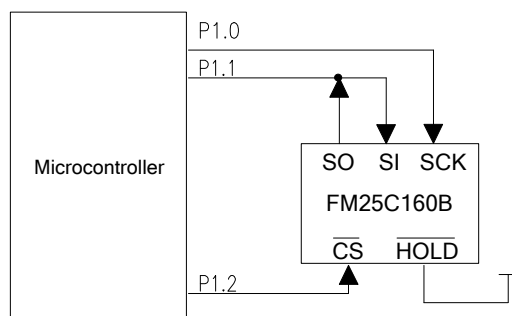 P1.0
P1.1
Microcontroller
SO SI SCK
FM25C160B
CS HOLD
P1.2